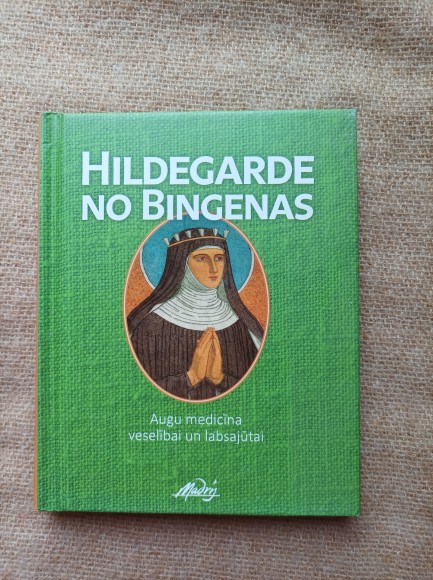 HILDEGARDE
NO BINGENAS
Augu medicīna
veselībai un labsajūtai
Madris